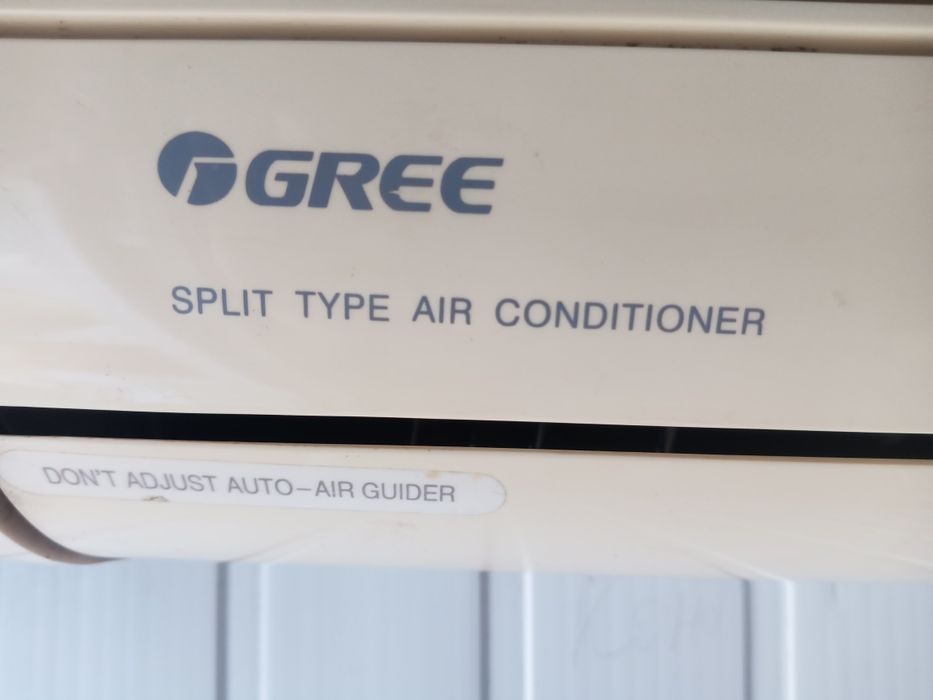 GREE
SPLIT TYPE AIR CONDITIONER
DON'T ADJUST AUTO-AIR GUIDER